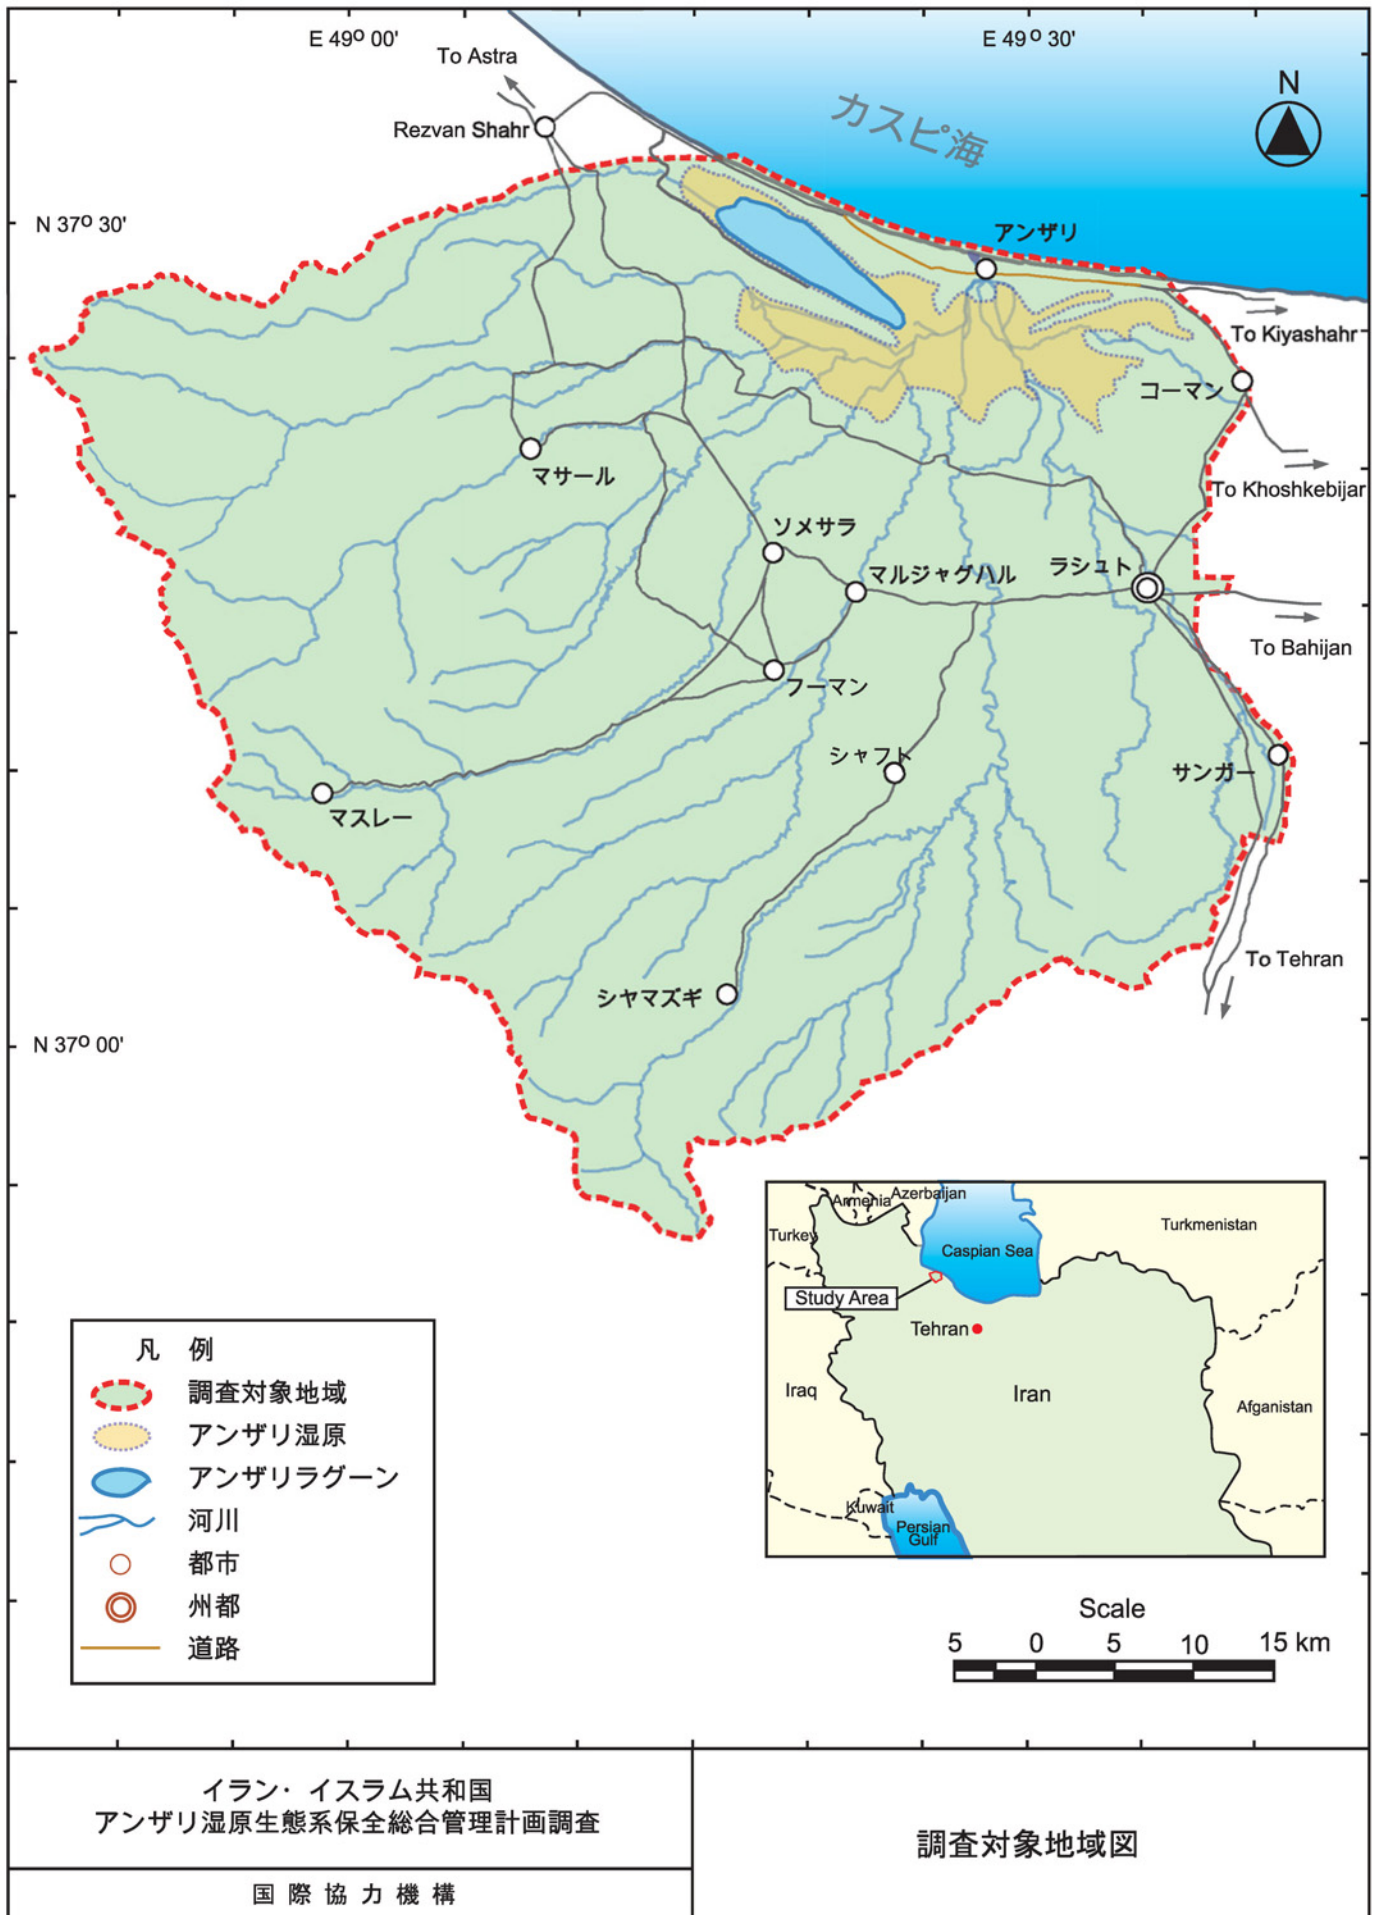 E 49º 00'
E 49º 30'
To Astra
N
カスピ海
Rezvan Shahr
N 37º 30'
アンザリ
To Kiyashahr
コーマン
マサール
To Khoshkebijar
ソメサラ
マルジャグハル
ラシュト
To Bahijan
フーマン
シャフト
サンガー
マスレー
To Tehran
シヤマズギ
N 37º 00'
Armenia
Azerbaijan
Turkmenistan
Turkey
Caspian Sea
Study Area
Tehran
Iraq
Iran
Afganistan
Kuwait
Persian
Gulf
凡 例
調査対象地域
アンザリ湿原
アンザリラグーン
河川
都市
州都
道路
Scale
5 0 5 10 15 km
イラン・イスラム共和国
アンザリ湿原生態系保全総合管理計画調査
調査対象地域図
国際協力機構